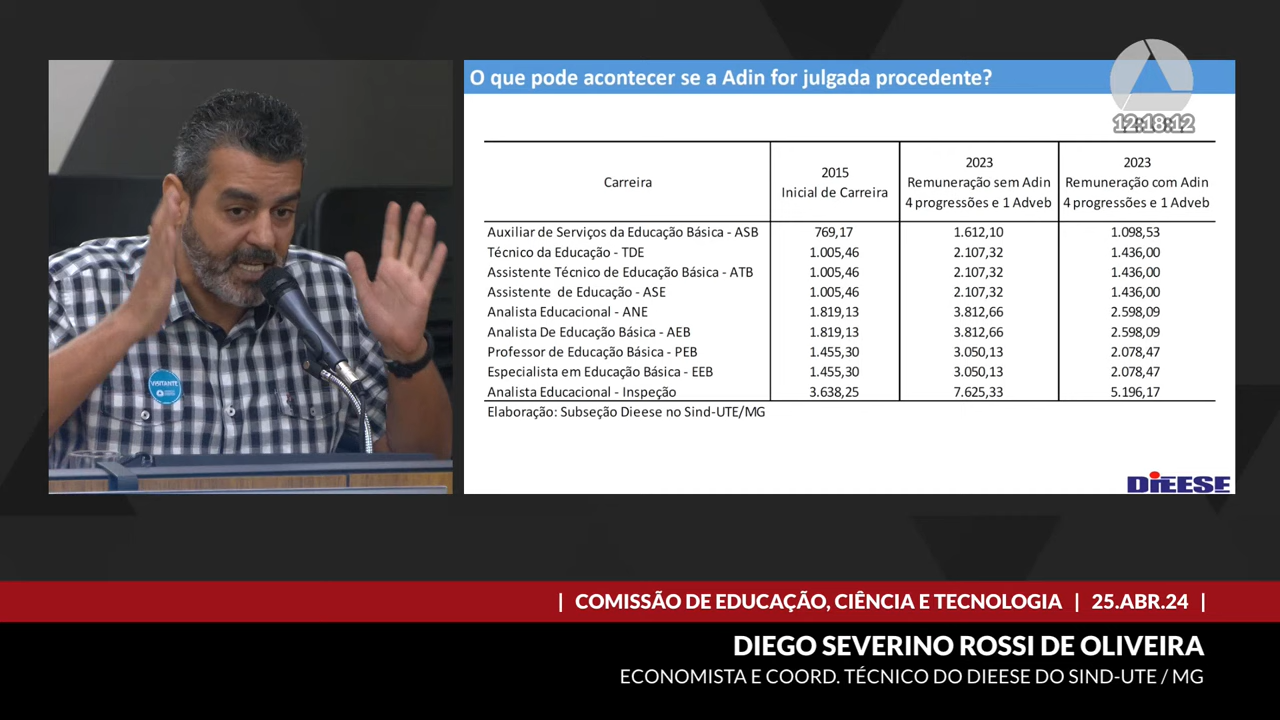 O que pode acontecer se a Adin for julgada procedente?
12:18:12
Carreira
2015
Inicial de Carreira
2023
Remuneração sem Adin
4 progressões e 1 Adveb
2023
Remuneração com Adin
4 progressões e 1 Adveb
Auxiliar de Serviços da Educação Básica - ASB 769,17 1.612,10 1.098,53
Técnico da Educação - TDE 1.005,46 2.107,32 1.436,00
Assistente Técnico de Educação Básica - ATB 1.005,46 2.107,32 1.436,00
Assistente de Educação - ASE 1.005,46 2.107,32 1.436,00
Analista Educacional - ANE 1.819,13 3.812,66 2.598,09
Analista De Educação Básica - AEB 1.819,13 3.812,66 2.598,09
Professor de Educação Básica - PEB 1.455,30 3.050,13 2.078,47
Especialista em Educação Básica - EEB 1.455,30 3.050,13 2.078,47
Analista Educacional - Inspeção 3.638,25 7.625,33 5.196,17
Elaboração: Subseção Dieese no Sind-UTE/MG
DIEESE
VISITANTE
| COMISSÃO DE EDUCAÇÃO, CIÊNCIA E TECNOLOGIA | 25.ABR.24 |
DIEGO SEVERINO ROSSI DE OLIVEIRA
ECONOMISTA E COORD. TÉCNICO DO DIEESE DO SIND-UTE / MG